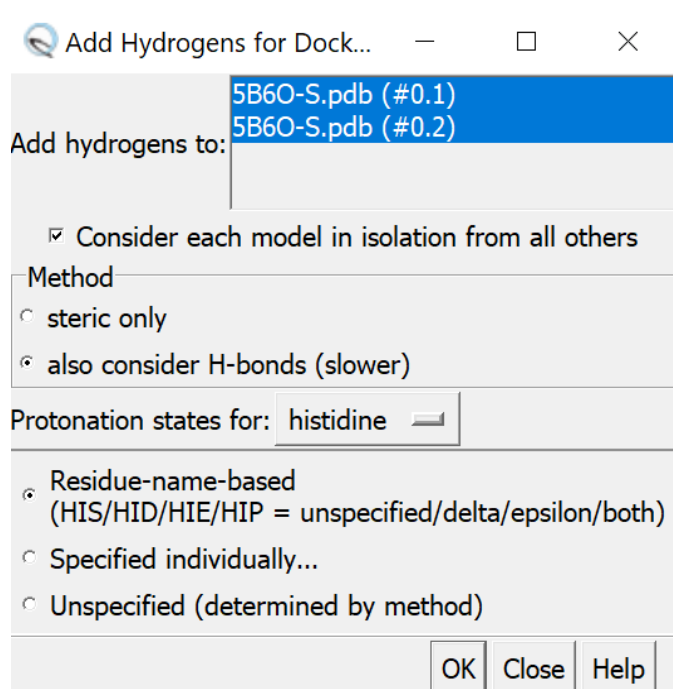 Add Hydrogens for Dock...
5B6O-S.pdb (#0.1)
5B6O-S.pdb (#0.2)
Add hydrogens to:
Consider each model in isolation from all others
Method
steric only
also consider H-bonds (slower)
Protonation states for: histidine
Residue-name-based
(HIS/HID/HIE/HIP = unspecified/delta/epsilon/both)
Specified individually...
Unspecified (determined by method)
OK Close Help